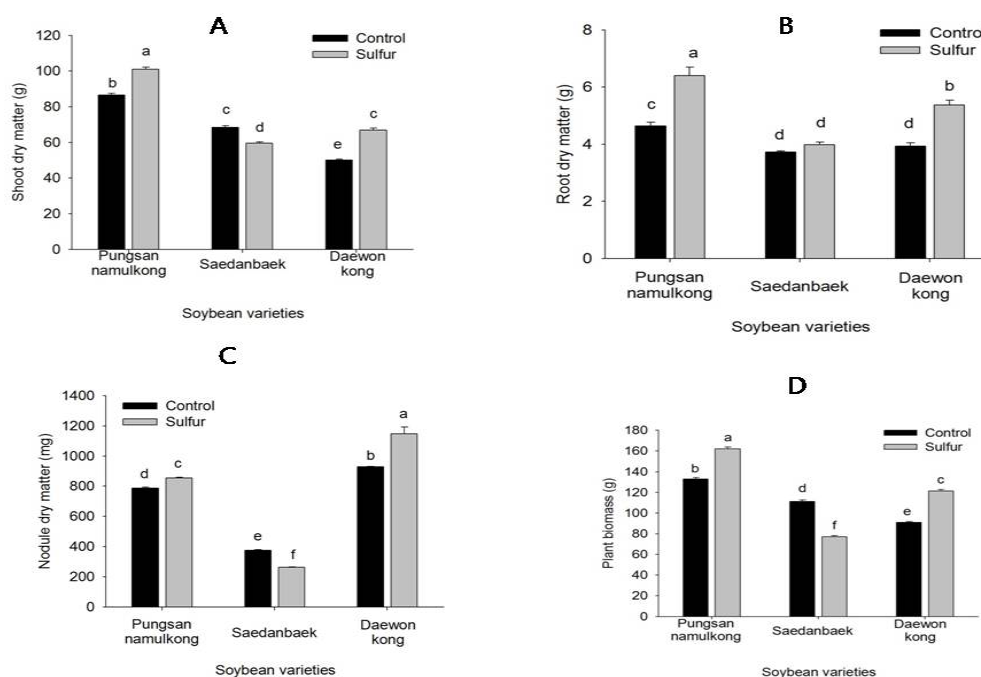 A
Control
Sulfur
Shoot dry matter (g)
120
100
80
60
40
20
0
b
a
c
d
e
c
Pungsan
namulkong
Saedanbaek
Daewon
kong
Soybean varieties
B
Control
Sulfur
Root dry matter (g)
8
6
4
2
0
c
a
d
d
d
b
Pungsan
namulkong
Saedanbaek
Daewon
kong
Soybean varieties
C
Control
Sulfur
Nodule dry matter (mg)
1400
1200
1000
800
600
400
200
0
d
c
e
f
b
a
Pungsan
namulkong
Saedanbaek
Daewon
kong
Soybean varieties
D
Control
Sulfur
Plant biomass (g)
180
160
140
120
100
80
60
40
20
0
b
a
d
f
e
c
Pungsan
namulkong
Saedanbaek
Daewon
kong
Soybean varieties